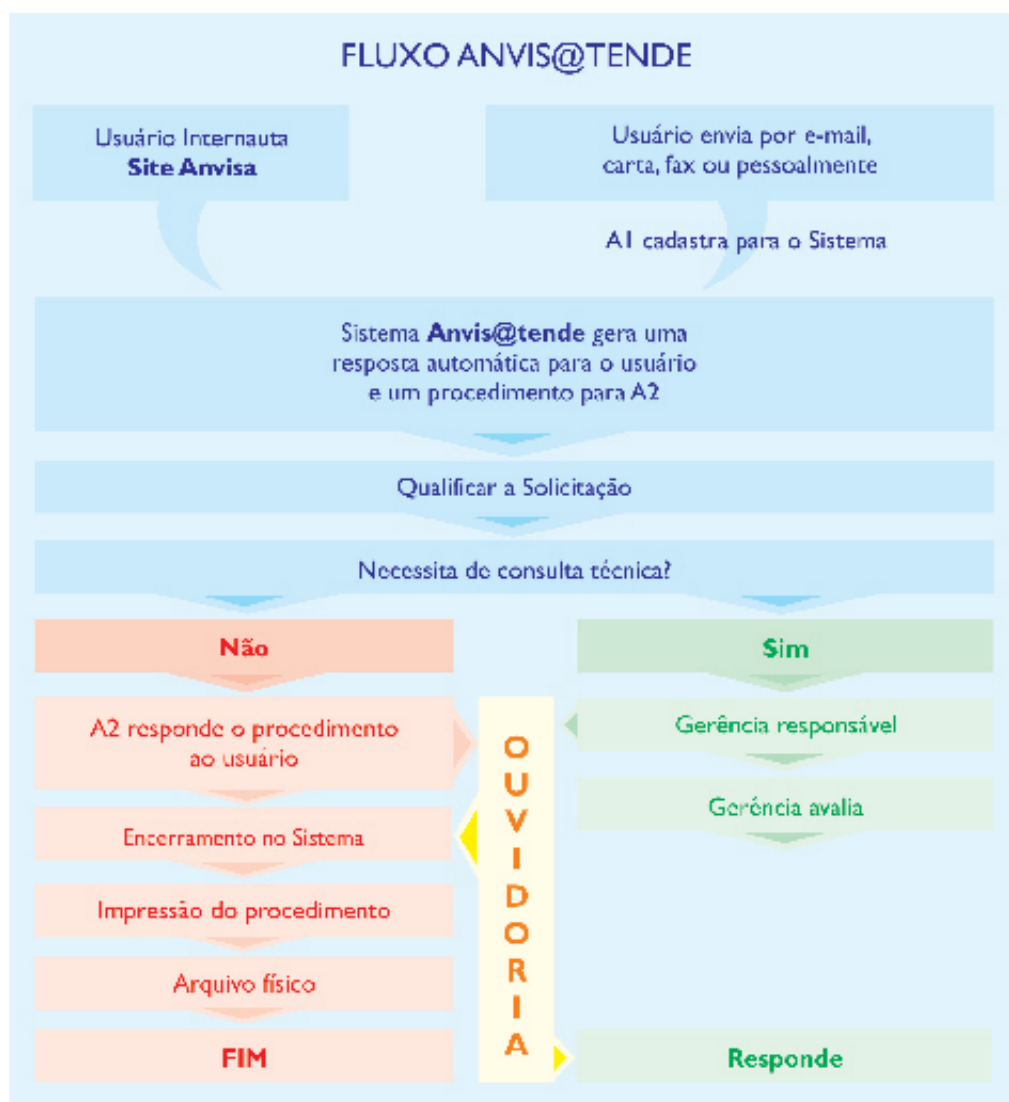 FLUXO ANVIS@TENDE
Usuário Internauta
Site Anvisa
Usuário envia por e-mail,
carta, fax ou pessoalmente
A1 cadastra para o Sistema
Sistema Anvis@tende gera uma
resposta automática para o usuário
e um procedimento para A2
Qualificar a Solicitação
Necessita de consulta técnica?
Não
A2 responde o procedimento
ao usuário
Encerramento no Sistema
Impressão do procedimento
Arquivo físico
FIM
OUVIDORIA
Sim
Gerência responsável
Gerência avalia
Responde